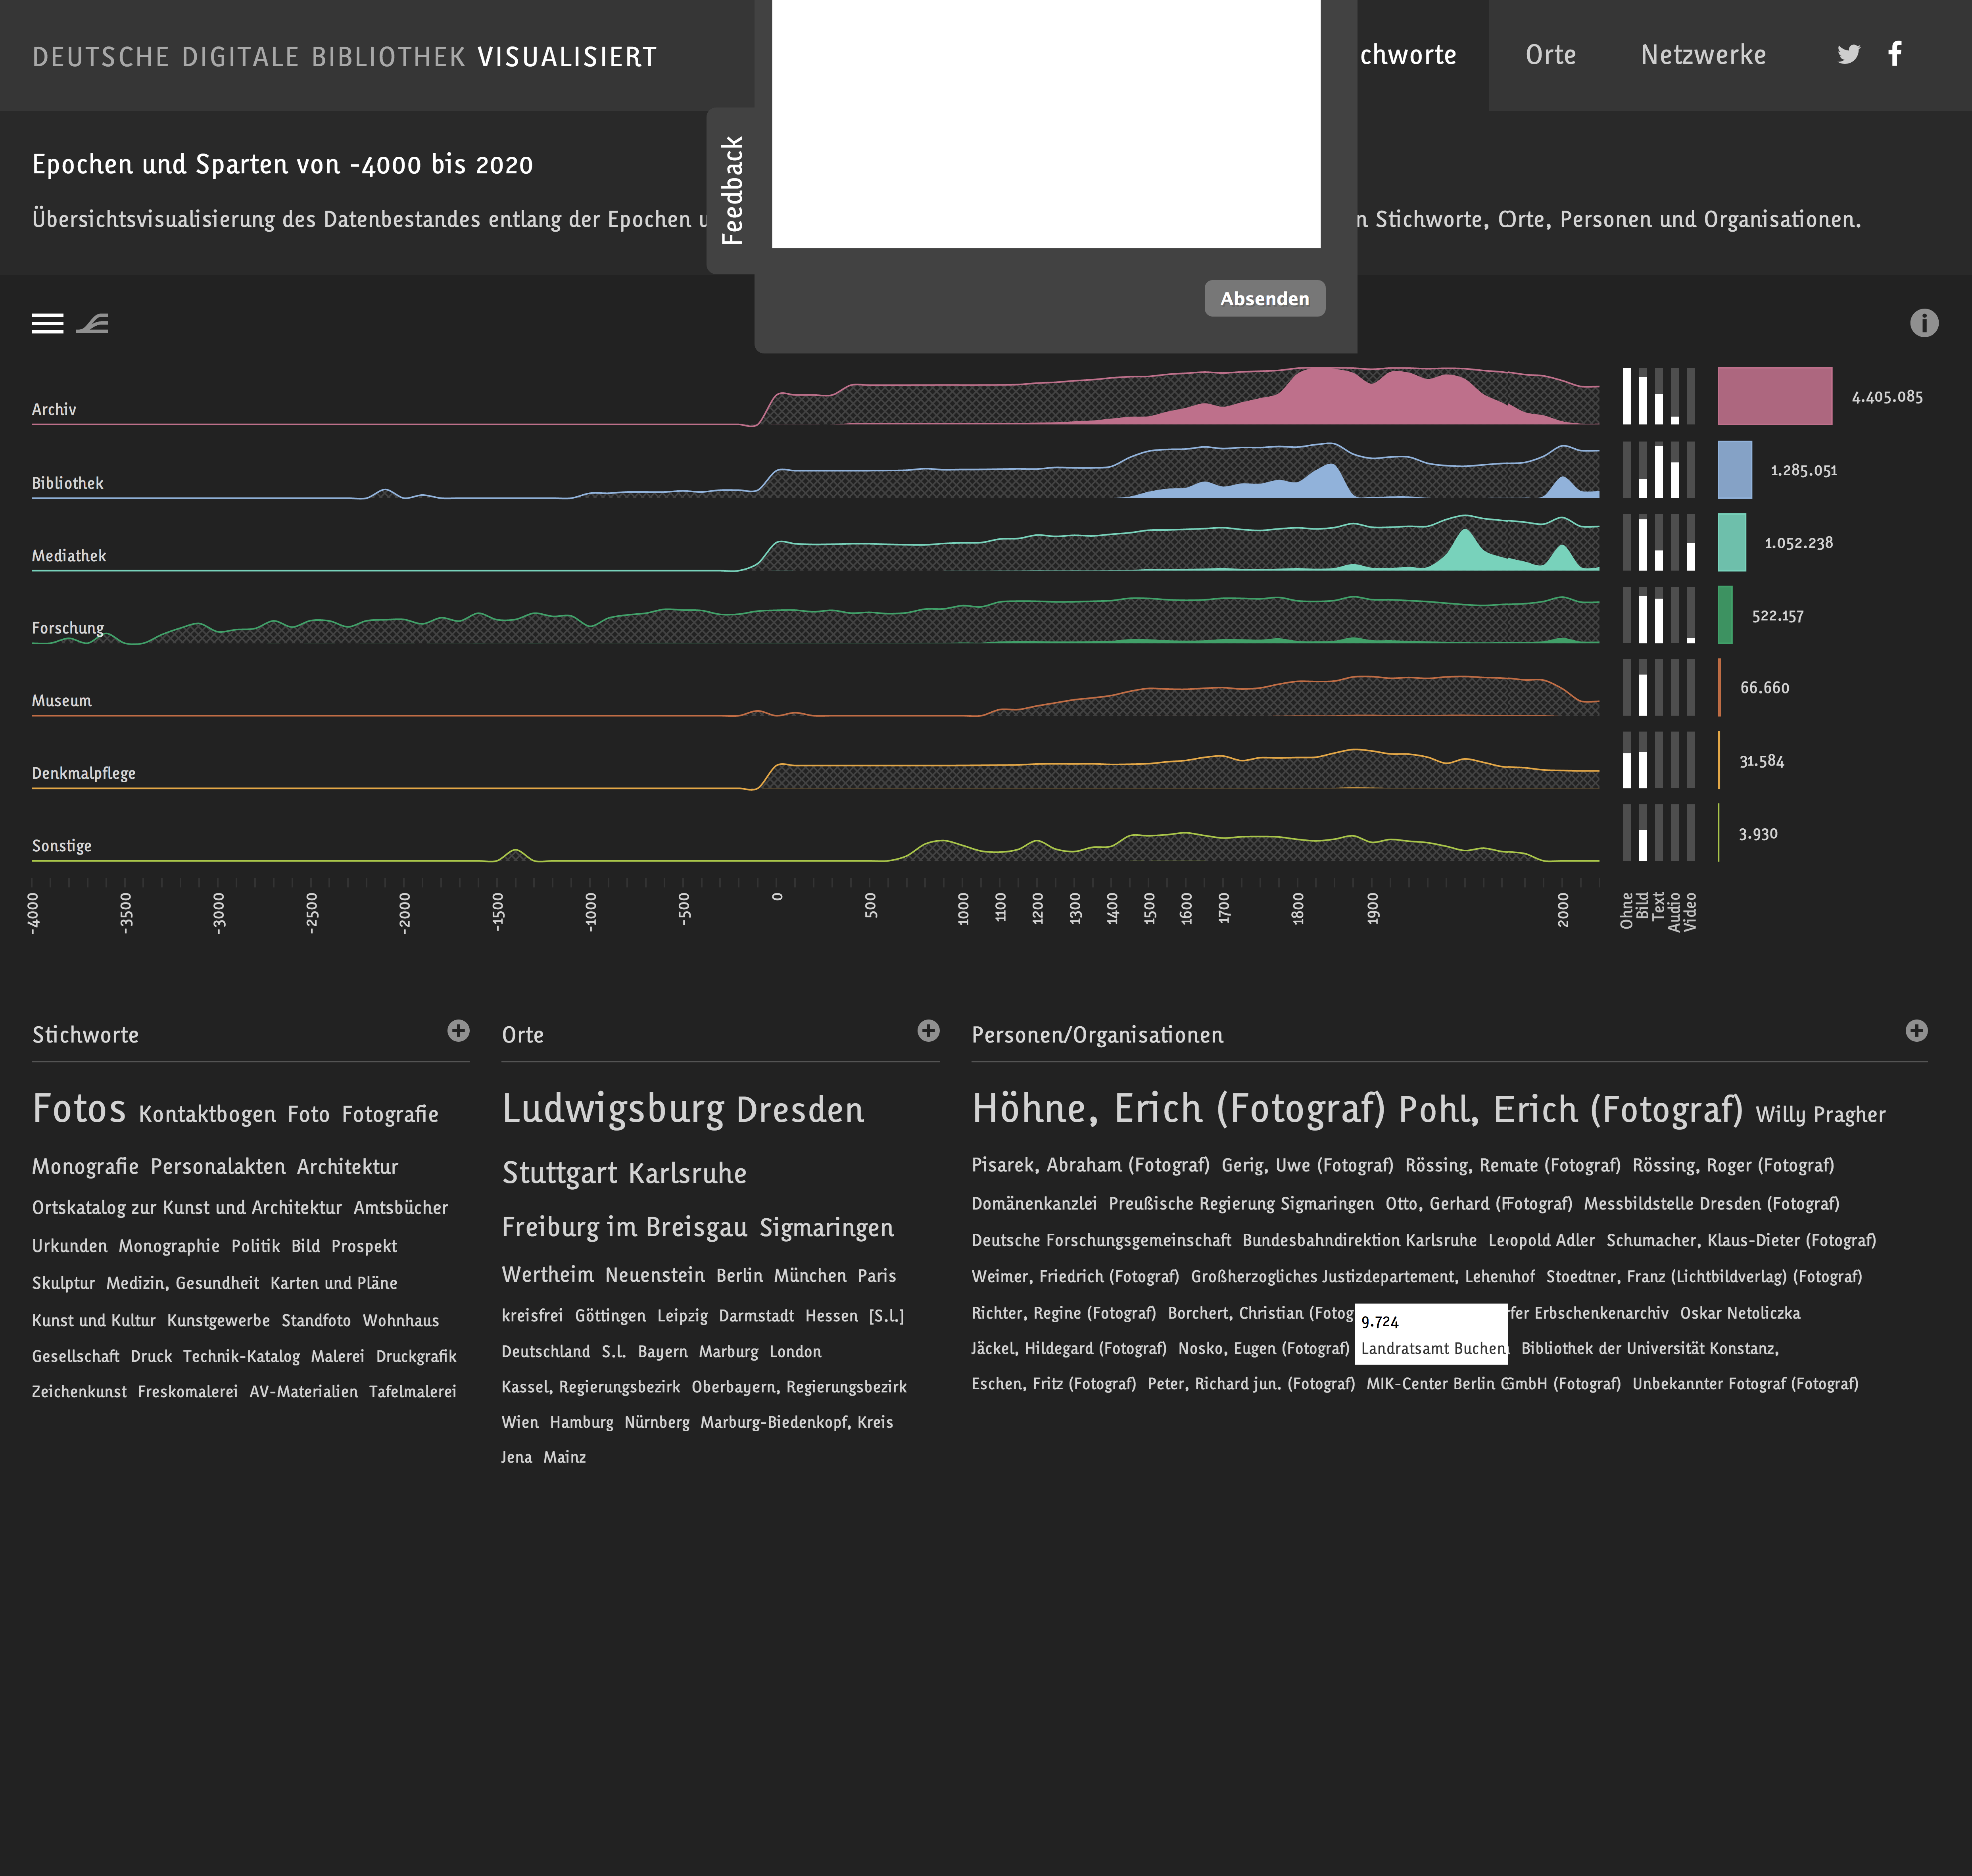 DEUTSCHE DIGITALE BIBLIOTHEK VISUALISIERT
chworte Orte Netzwerke
Feedback
Epochen und Sparten von -4000 bis 2020
Übersichtsvisualisierung des Datenbestandes entlang der Epochen u
n Stichworte, Orte, Personen und Organisationen.
Absenden
Archiv 4.405.085
Bibliothek 1.285.051
Mediathek 1.052.238
Forschung 522.157
Museum 66.660
Denkmalpflege 31.584
Sonstige 3.930
-4000 -3500 -3000 -2500 -2000 -1500 -1000 -500 0 500 1000 1100 1200 1300 1400 1500 1600 1700 1800 1900 2000 Ohne Bild Text Audio Video
Stichworte
Fotos Kontaktbogen Foto Fotografie
Monografie Personalakten Architektur
Ortskatalog zur Kunst und Architektur Amtsbücher
Urkunden Monographie Politik Bild Prospekt
Skulptur Medizin, Gesundheit Karten und Pläne
Kunst und Kultur Kunstgewerbe Standfoto Wohnhaus
Gesellschaft Druck Technik-Katalog Malerei Druckgrafik
Zeichenkunst Freskomalerei AV-Materialien Tafelmalerei
Orte
Ludwigsburg Dresden
Stuttgart Karlsruhe
Freiburg im Breisgau Sigmaringen
Wertheim Neuenstein Berlin München Paris
kreisfrei Göttingen Leipzig Darmstadt Hessen [S.l.]
Deutschland S.l. Bayern Marburg London
Kassel, Regierungsbezirk Oberbayern, Regierungsbezirk
Wien Hamburg Nürnberg Marburg-Biedenkopf, Kreis
Jena Mainz
Personen/Organisationen
Höhne, Erich (Fotograf) Pohl, Erich (Fotograf) Willy Pragher
Pisarek, Abraham (Fotograf) Gerig, Uwe (Fotograf) Rössing, Renate (Fotograf) Rössing, Roger (Fotograf)
Domänenkanzlei Preußische Regierung Sigmaringen Otto, Gerhard (Fotograf) Messbildstelle Dresden (Fotograf)
Deutsche Forschungsgemeinschaft Bundesbahndirektion Karlsruhe Leopold Adler Schumacher, Klaus-Dieter (Fotograf)
Weimer, Friedrich (Fotograf) Großherzogliches Justizdepartement, Lehenhof Stoedtner, Franz (Lichtbildverlag) (Fotograf)
Richter, Regine (Fotograf) Borchert, Christian (Fotog fer Erbschenkenarchiv Oskar Netoliczka
9.724
Jäckel, Hildegard (Fotograf) Nosko, Eugen (Fotograf) Landratsamt Buchen Bibliothek der Universität Konstanz,
Eschen, Fritz (Fotograf) Peter, Richard jun. (Fotograf) MIK-Center Berlin GmbH (Fotograf) Unbekannter Fotograf (Fotograf)